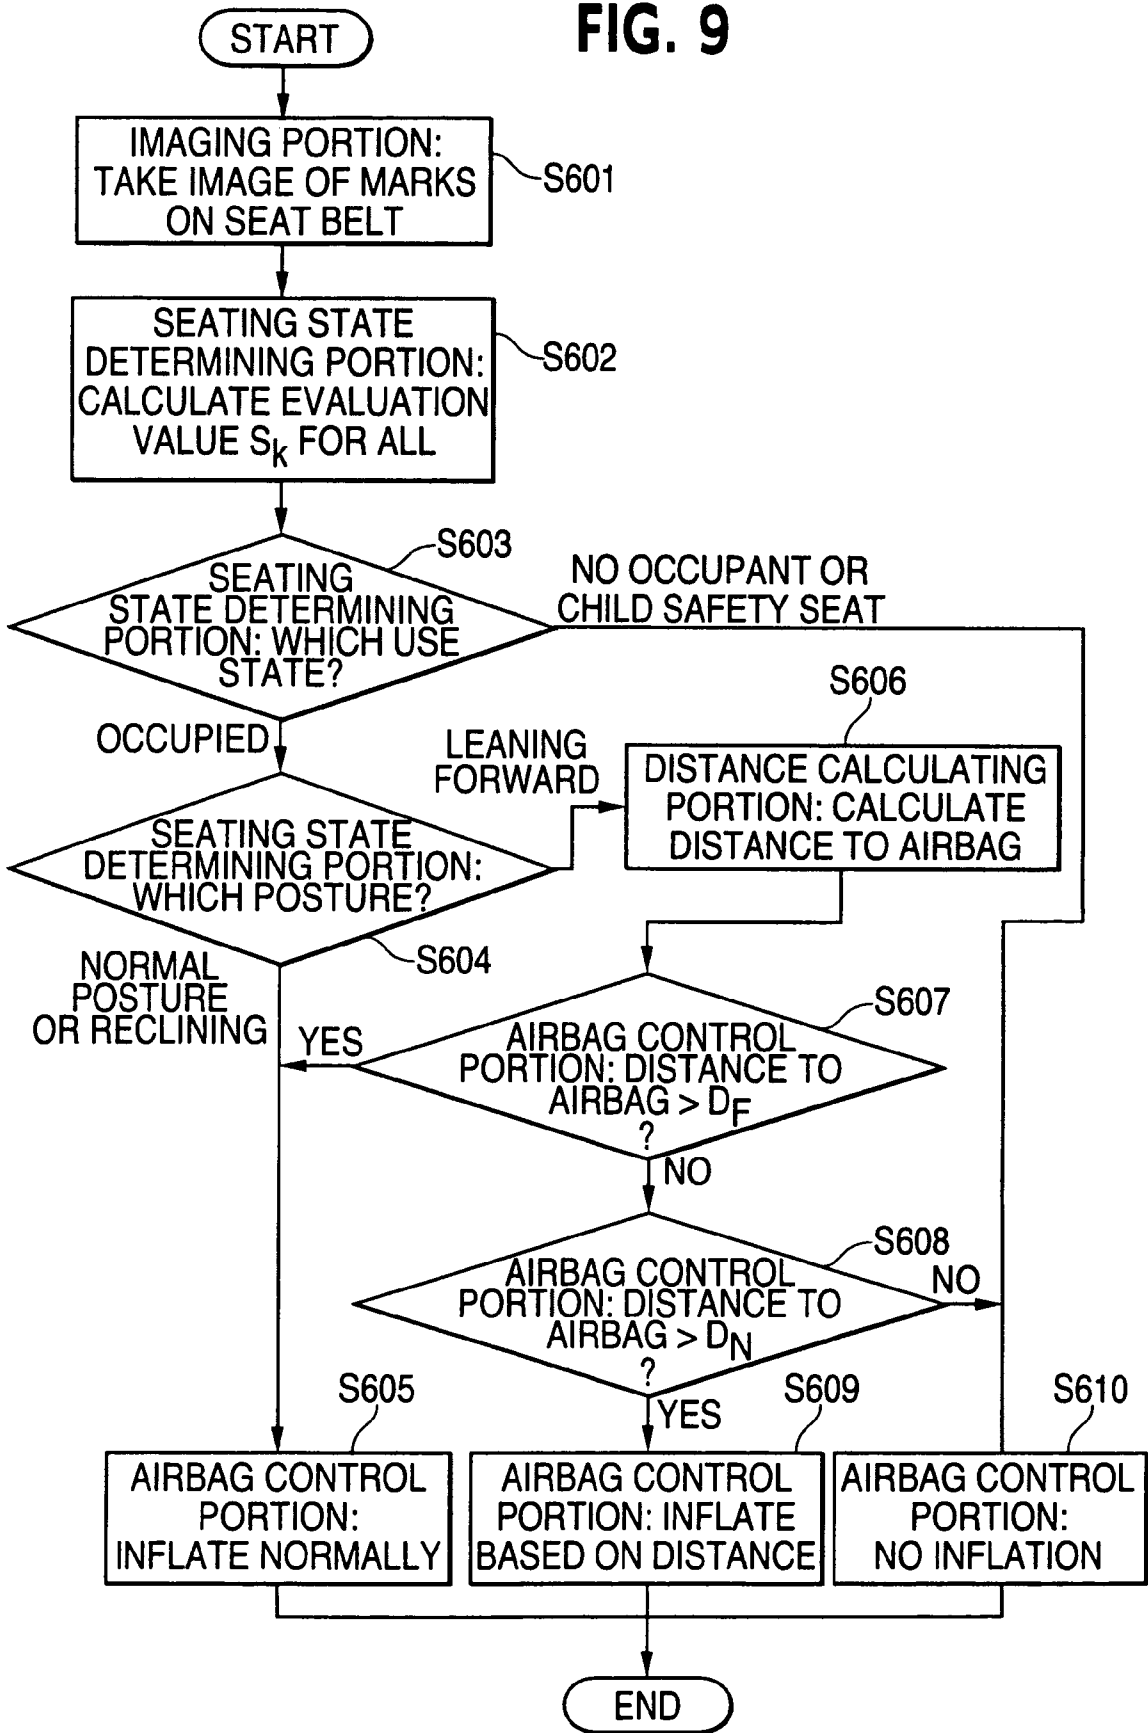 FIG. 9
START
IMAGING PORTION:
TAKE IMAGE OF MARKS
ON SEAT BELT
S601
SEATING STATE
DETERMINING PORTION:
CALCULATE EVALUATION
VALUE Sk FOR ALL
S602
S603
SEATING
STATE DETERMINING
PORTION: WHICH USE
STATE?
NO OCCUPANT OR
CHILD SAFETY SEAT
OCCUPIED
SEATING STATE
DETERMINING PORTION:
WHICH POSTURE?
S604
LEANING
FORWARD
S606
DISTANCE CALCULATING
PORTION: CALCULATE
DISTANCE TO AIRBAG
NORMAL
POSTURE
OR RECLINING
S607
AIRBAG CONTROL
PORTION: DISTANCE TO
AIRBAG > DF
?
YES
NO
S608
AIRBAG CONTROL
PORTION: DISTANCE TO
AIRBAG > DN
?
NO
YES
S605
AIRBAG CONTROL
PORTION:
INFLATE NORMALLY
S609
AIRBAG CONTROL
PORTION: INFLATE
BASED ON DISTANCE
S610
AIRBAG CONTROL
PORTION:
NO INFLATION
END